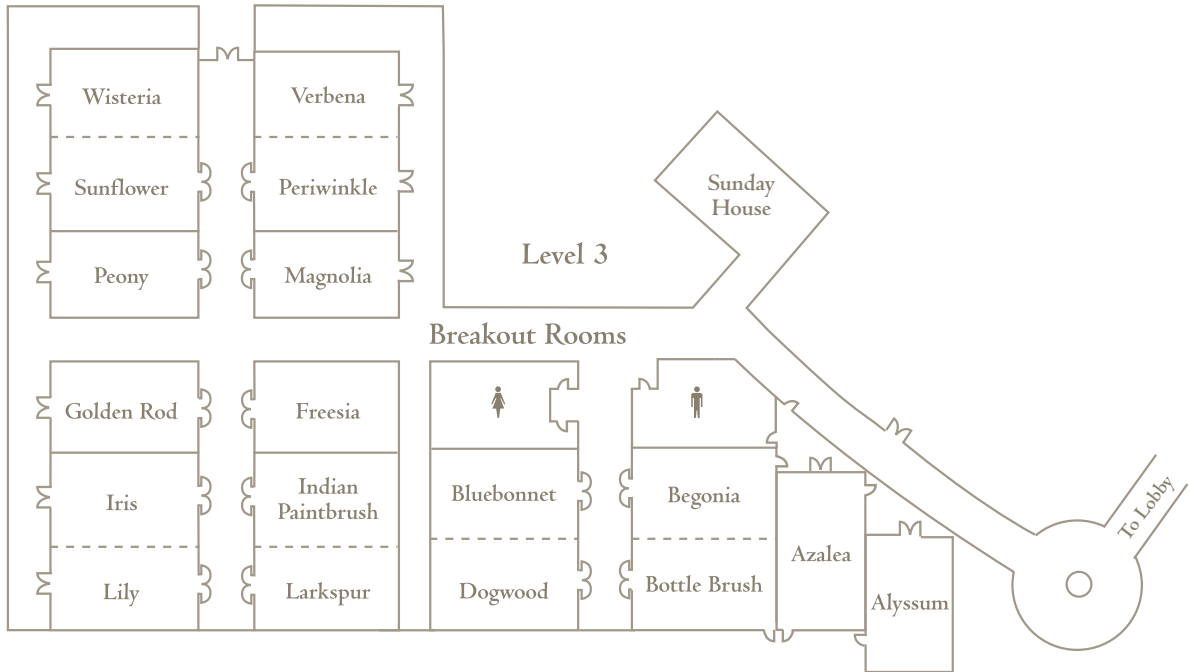 Wisteria
Verbena
Sunflower
Periwinkle
Sunday
House
Peony
Magnolia
Level 3
Breakout Rooms
Golden Rod
Freesia
Iris
Indian
Paintbrush
Bluebonnet
Begonia
To Lobby
Azalea
Lily
Larkspur
Dogwood
Bottle Brush
Alyssum